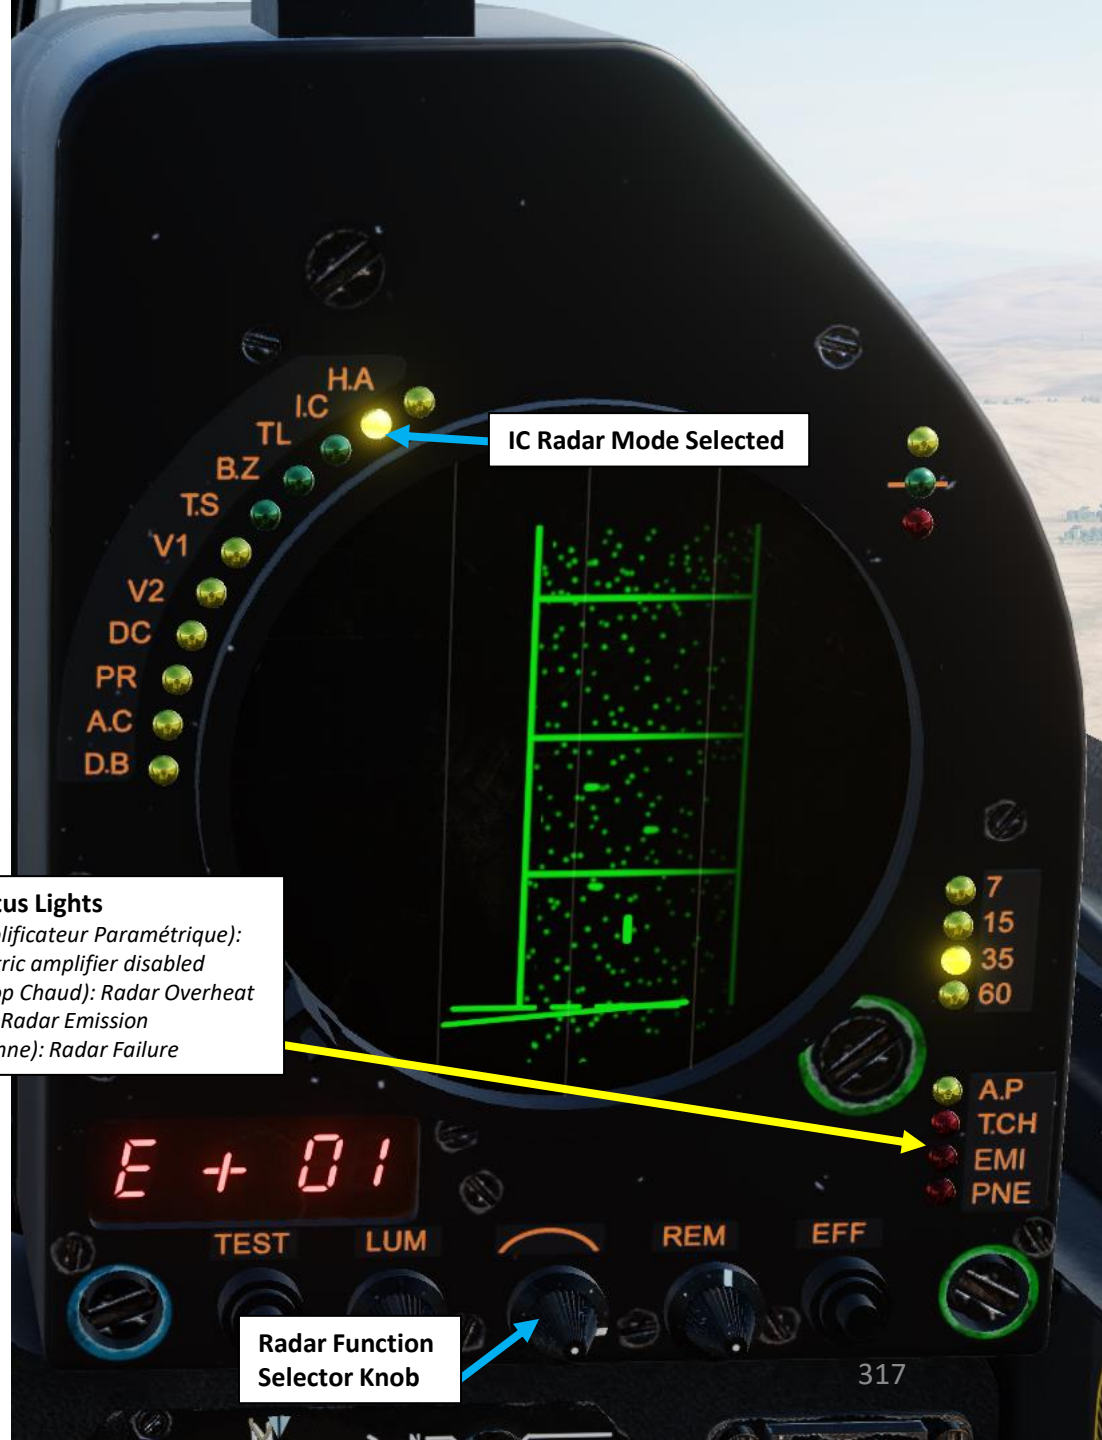 H.A
I.C
TL
B.Z
T.S
V1
V2
DC
PR
A.C
D.B
IC Radar Mode Selected
7
15
35
60
tus Lights
lificateur Paramétrique):
tric amplifier disabled
op Chaud): Radar Overheat
Radar Emission
nne): Radar Failure
A.P
T.CH
EMI
PNE
E + 01
TEST
LUM
REM
EFF
Radar Function
Selector Knob
317
N